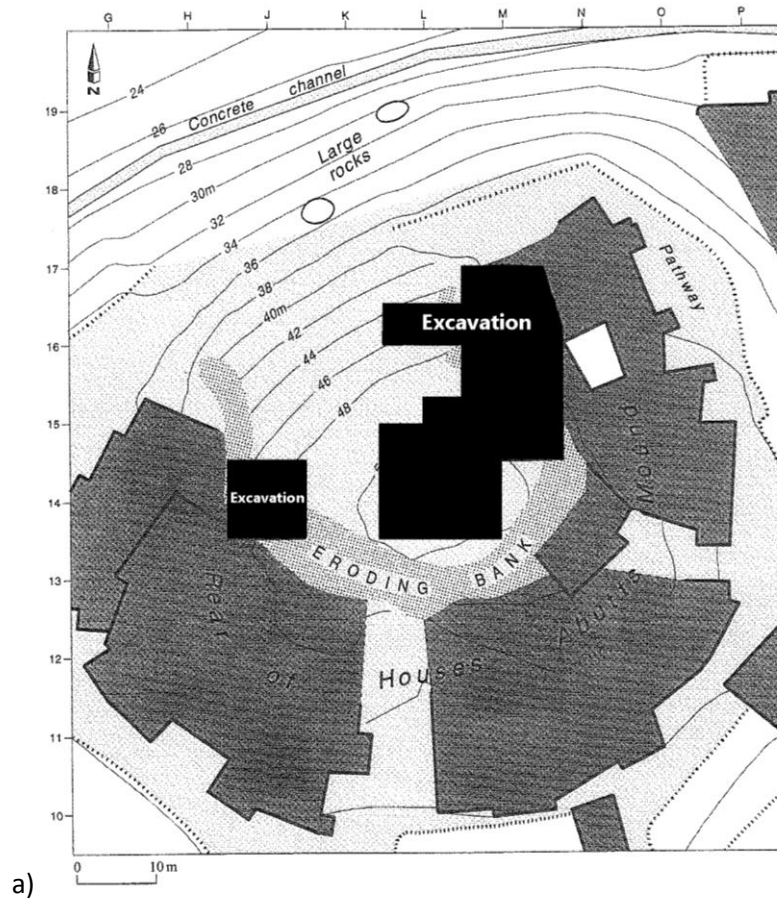 G H J K L M N O P
N
24
26
Concrete channel
28
30m
Large
rocks
32
34
36
38
40m
42
44
46
48
19
18
17
16
15
14
13
12
11
10
Excavation
Excavation
Pathway
Mound
ERODING BANK
Rear of Houses Abutts
0 10 m
a)